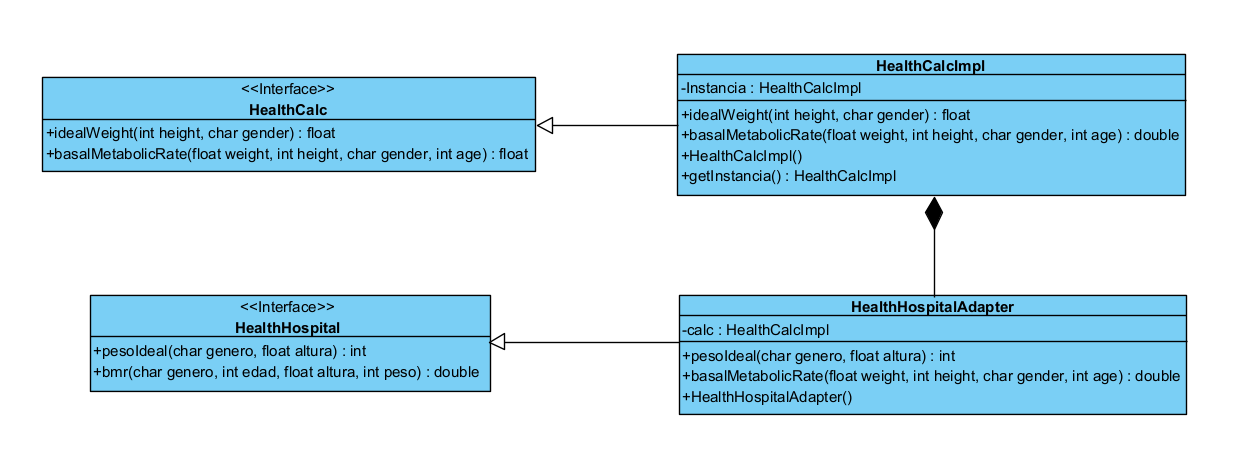 <<Interface>>
HealthCalc
+idealWeight(int height, char gender) : float
+basalMetabolicRate(float weight, int height, char gender, int age) : float
HealthCalcImpl
-Instancia : HealthCalcImpl
+idealWeight(int height, char gender) : float
+basalMetabolicRate(float weight, int height, char gender, int age) : double
+HealthCalcImpl()
+getInstancia() : HealthCalcImpl
<<Interface>>
HealthHospital
+pesoIdeal(char genero, float altura) : int
+bmr(char genero, int edad, float altura, int peso) : double
HealthHospitalAdapter
-calc : HealthCalcImpl
+pesoIdeal(char genero, float altura) : int
+basalMetabolicRate(float weight, int height, char gender, int age) : double
+HealthHospitalAdapter()